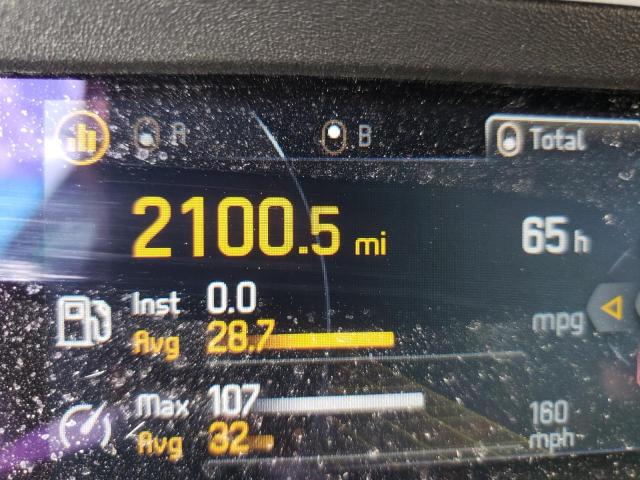 A B Total
2100.5 mi 65 h
Inst 0.0
Avg 28.7 mpg
Max 107 160
Avg 32 mph